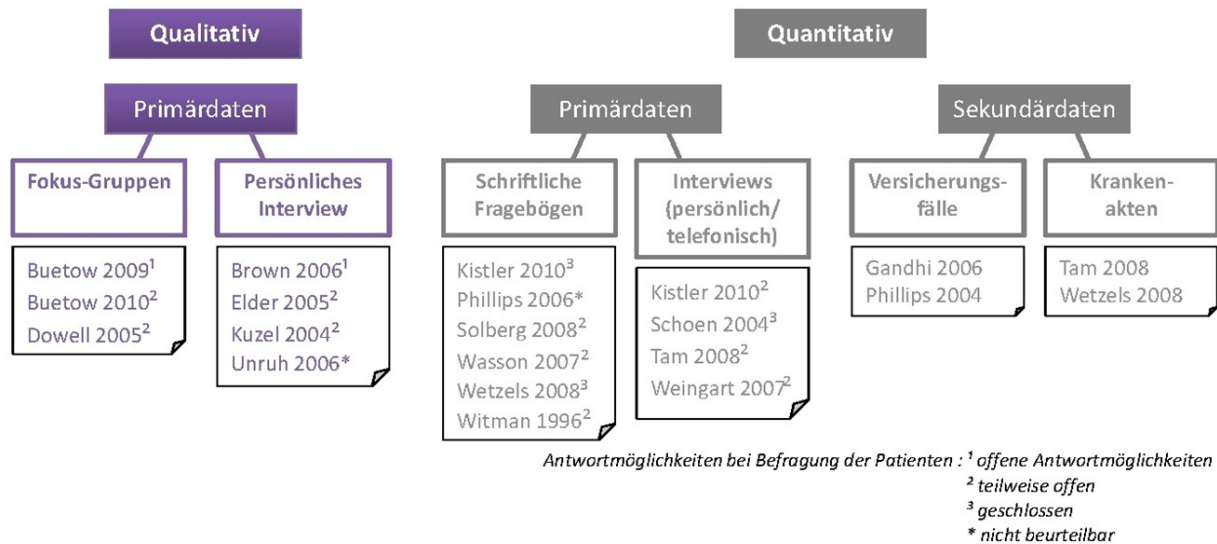 Qualitativ
Primärdaten
Fokus-Gruppen
Buetow 2009¹
Buetow 2010²
Dowell 2005²
Persönliches
Interview
Brown 2006¹
Elder 2005²
Kuzel 2004²
Unruh 2006*
Quantitativ
Primärdaten
Schriftliche
Fragebögen
Kistler 2010³
Phillips 2006*
Solberg 2008²
Wasson 2007²
Wetzels 2008³
Witman 1996²
Interviews
(persönlich/
telefonisch)
Kistler 2010²
Schoen 2004³
Tam 2008²
Weingart 2007²
Sekundärdaten
Versicherungs-
fälle
Gandhi 2006
Phillips 2004
Kranken-
akten
Tam 2008
Wetzels 2008
Antwortmöglichkeiten bei Befragung der Patienten : ¹ offene Antwortmöglichkeiten
² teilweise offen
³ geschlossen
* nicht beurteilbar